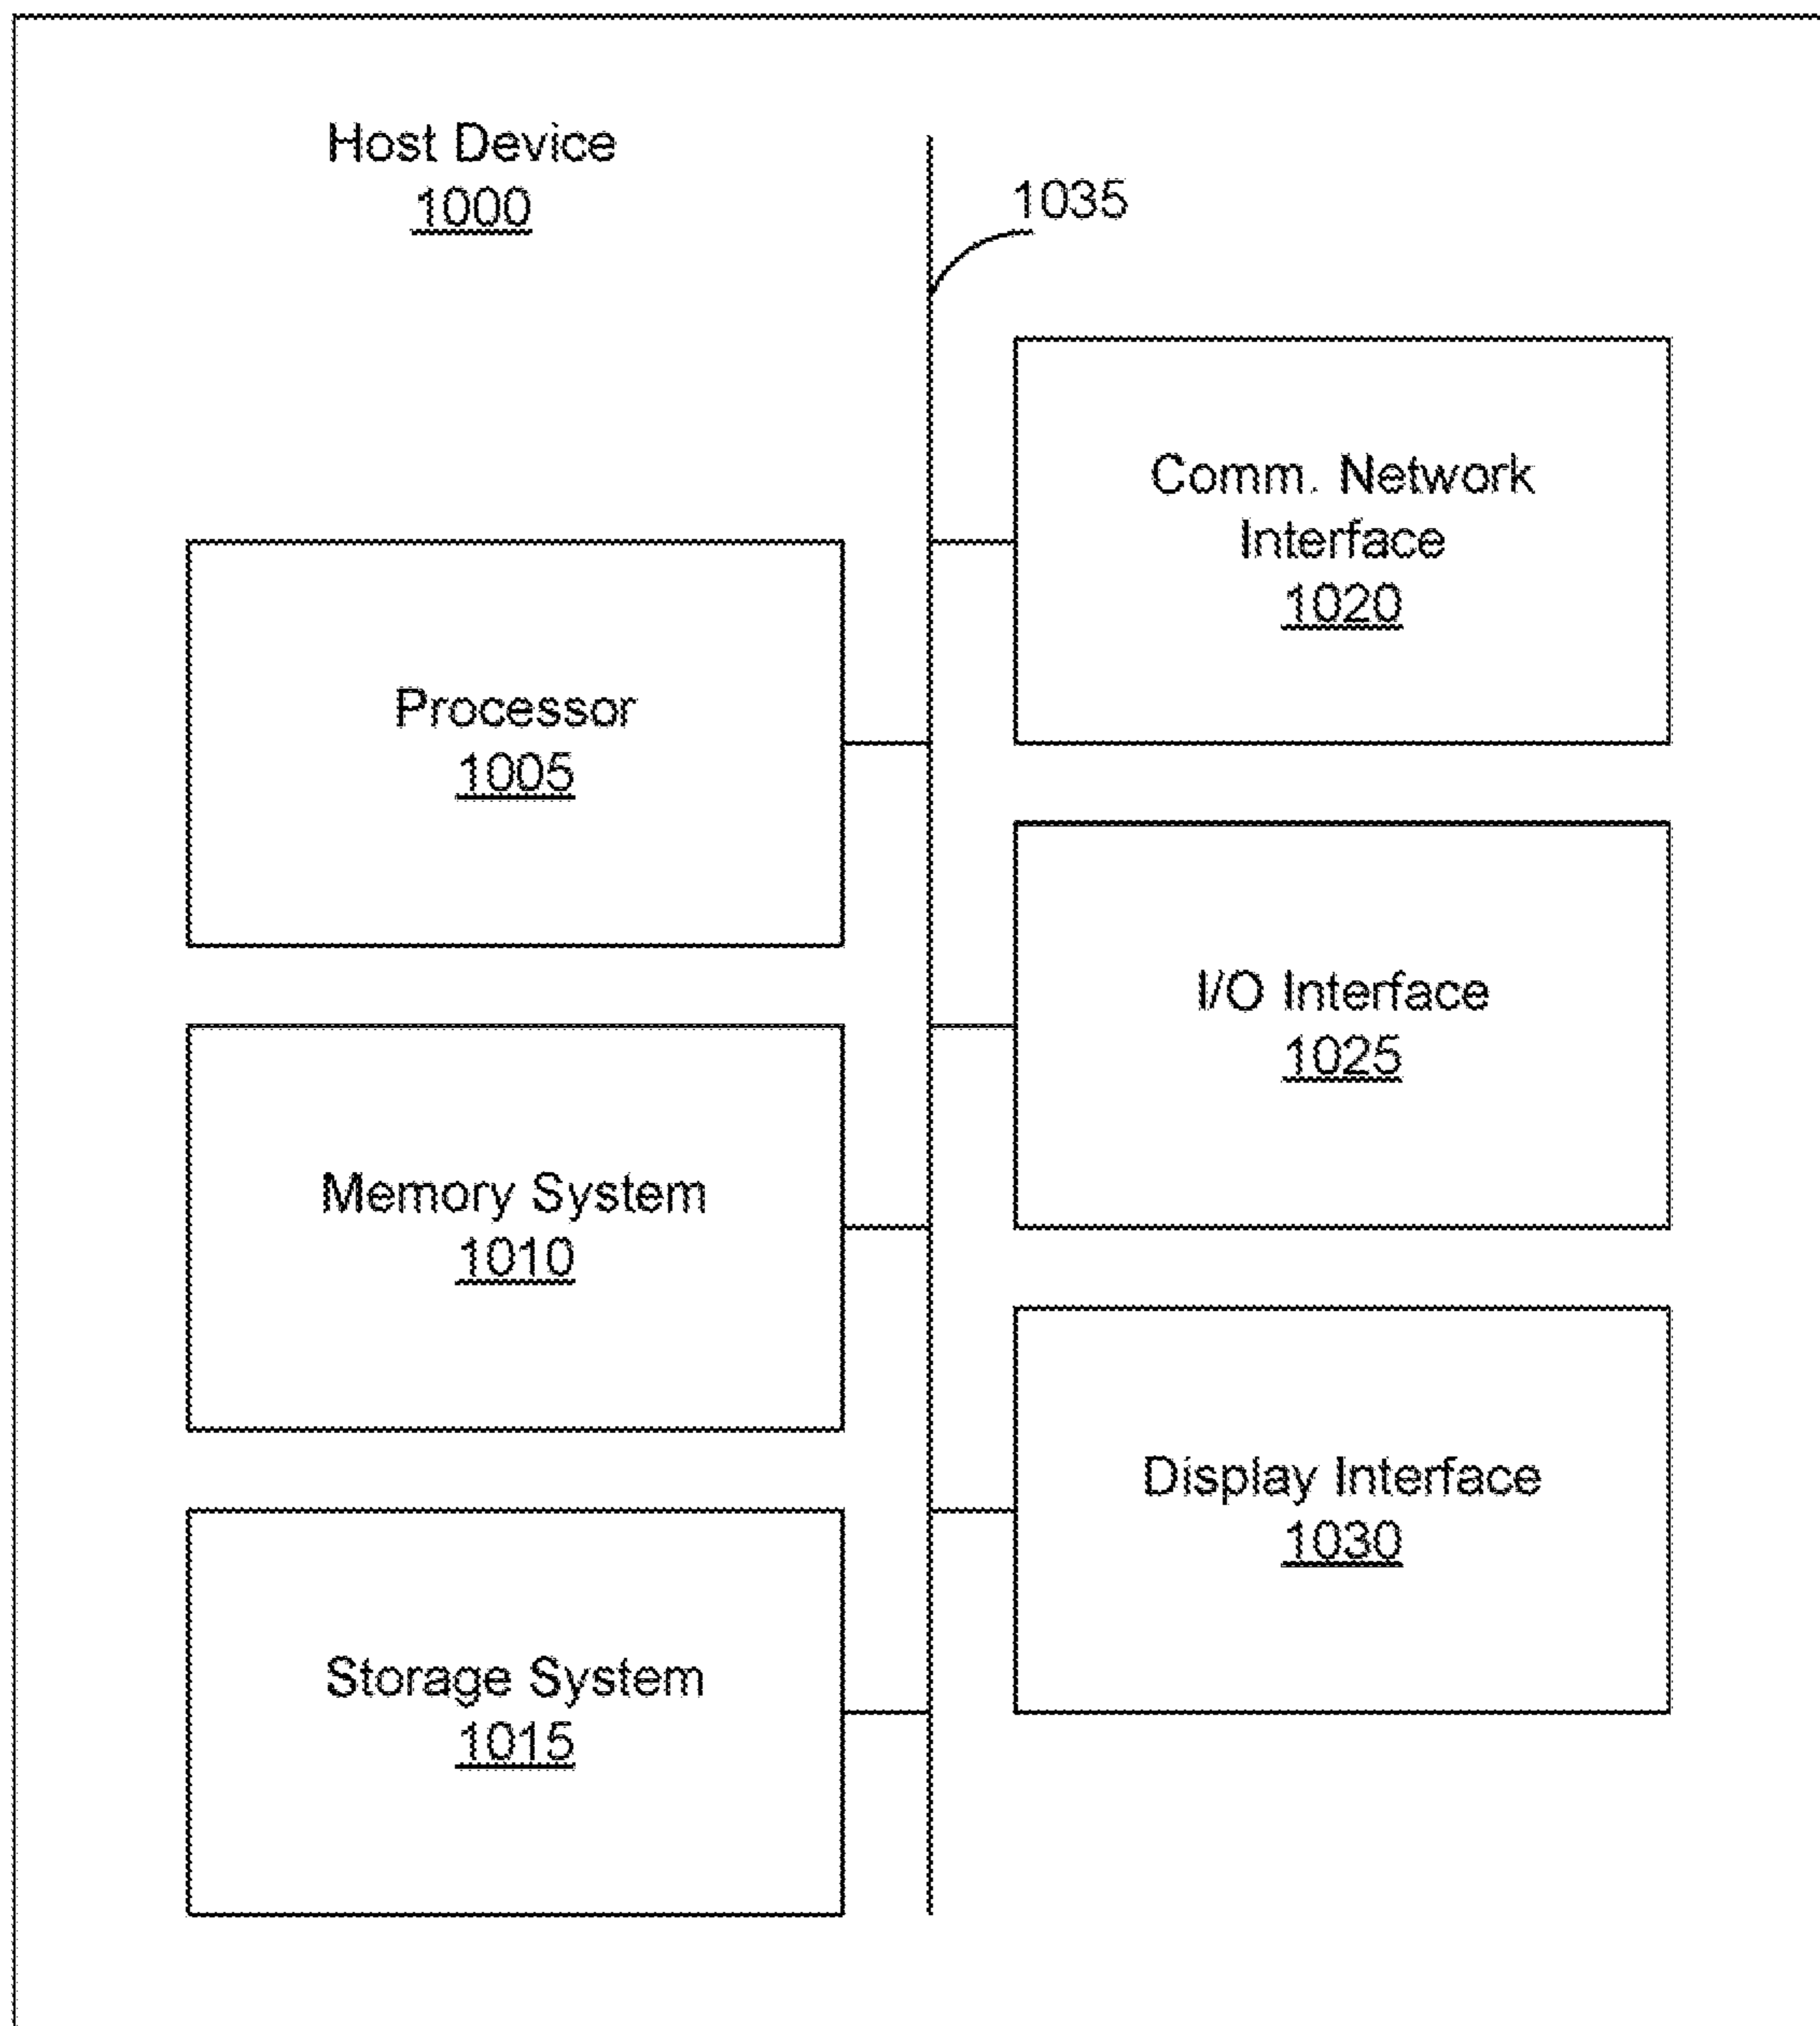 Host Device
1000
1035
Comm. Network
Interface
1020
Processor
1005
I/O Interface
1025
Memory System
1010
Display Interface
1030
Storage System
1015